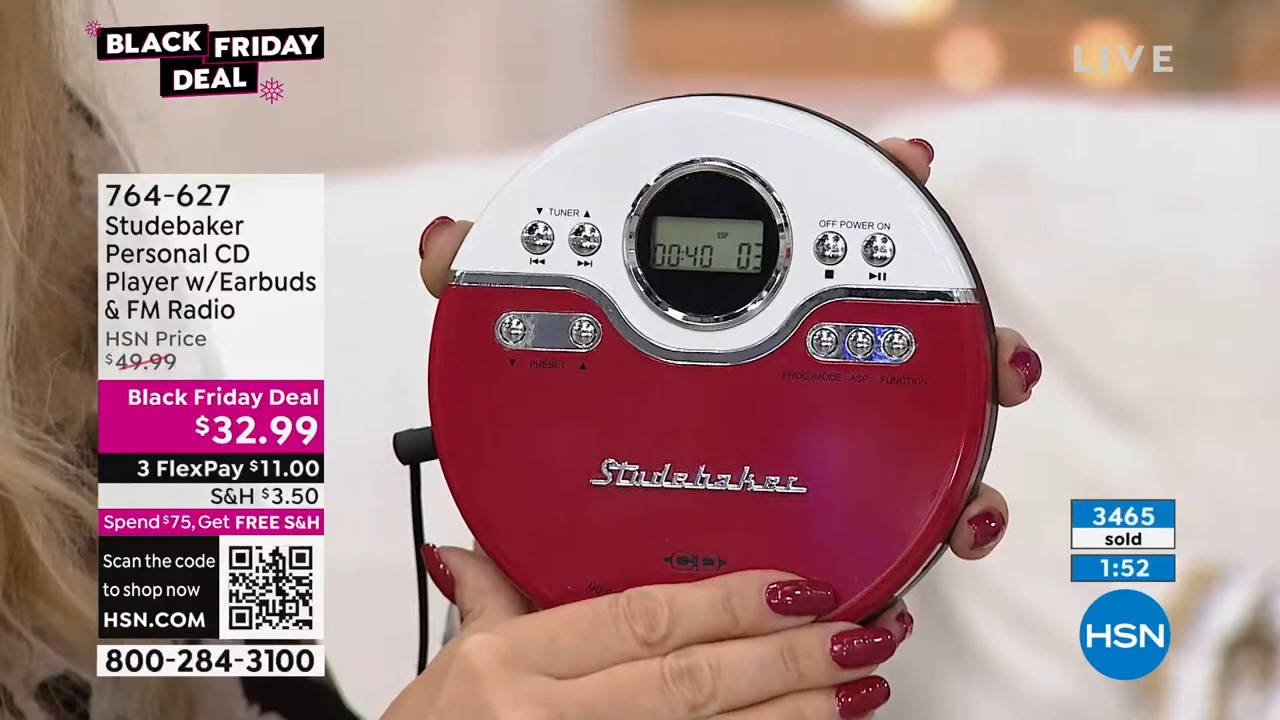 BLACK FRIDAY
DEAL
LIVE
764-627
Studebaker
Personal CD
Player w/Earbuds
& FM Radio
HSN Price
$49.99
Black Friday Deal
$32.99
3 FlexPay $11.00
S&H $3.50
Spend $75, Get FREE S&H
Scan the code
to shop now
HSN.COM
800-284-3100
▼ TUNER ▲
OFF POWER ON
ESP
00:40 03
▼ PRESET ▲
PROG/MODE ASP FUNCTION
Studebaker
CD
3465
sold
1:52
HSN